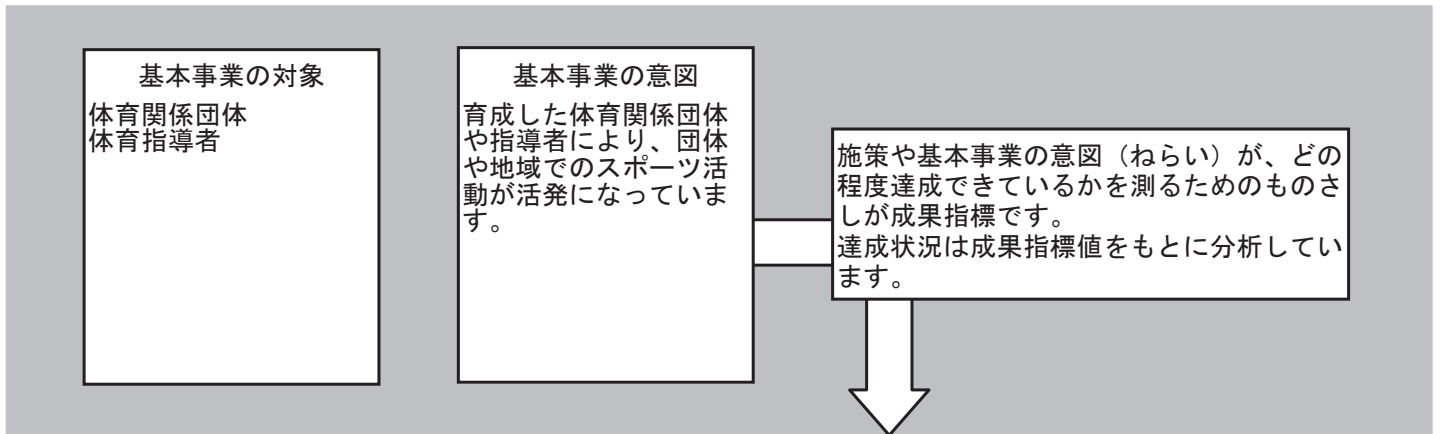 基本事業の対象
体育関係団体
体育指導者
基本事業の意図
育成した体育関係団体
や指導者により、団体
や地域でのスポーツ活
動が活発になっていま
す。
施策や基本事業の意図（ねらい）が、どの
程度達成できているかを測るためのものさ
しが成果指標です。
達成状況は成果指標値をもとに分析してい
ます。